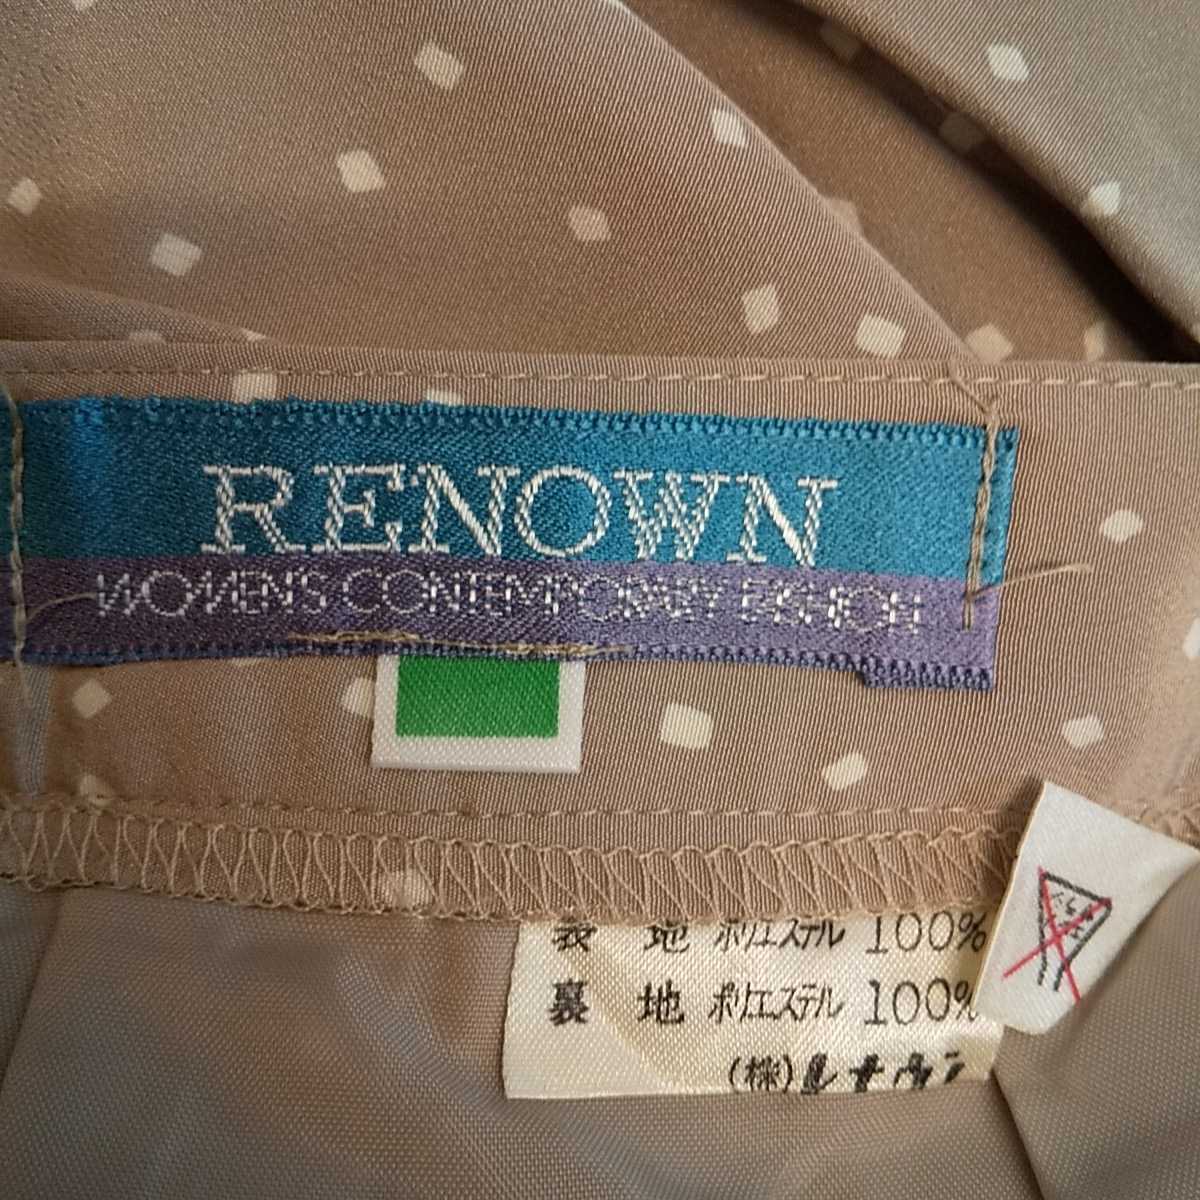 RENOWN
WOMEN'S CONTEMPORARY FASHION
表 地 ポリエステル 100%
裏 地 ポリエステル 100%
(株)レナウン